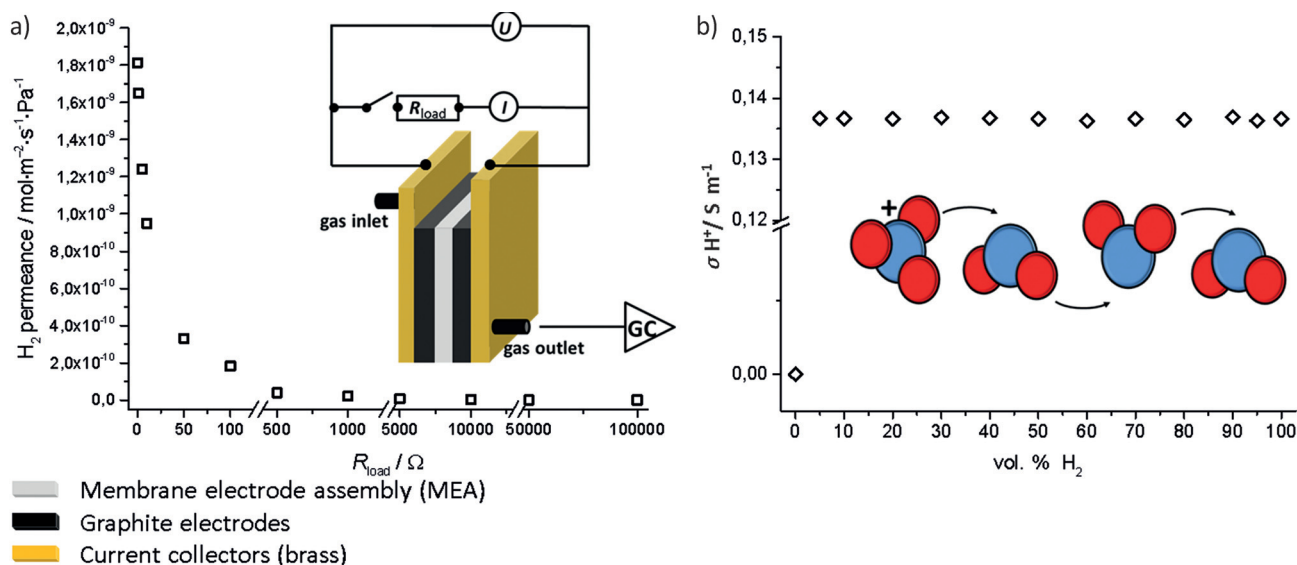 a)
H₂ permeance / mol·m⁻²·s⁻¹·Pa⁻¹
2,0x10⁻⁹
1,8x10⁻⁹
1,6x10⁻⁹
1,4x10⁻⁹
1,2x10⁻⁹
1,0x10⁻⁹
8,0x10⁻¹⁰
6,0x10⁻¹⁰
4,0x10⁻¹⁰
2,0x10⁻¹⁰
0,0
0 50 100 500 1000 5000 10000 50000 100000
R_load / Ω
U
R_load
I
gas inlet
gas outlet
GC
Membrane electrode assembly (MEA)
Graphite electrodes
Current collectors (brass)
b)
σ H⁺/ S m⁻¹
0,15
0,14
0,13
0,12
0,00
+
0 10 20 30 40 50 60 70 80 90 100
vol. % H₂